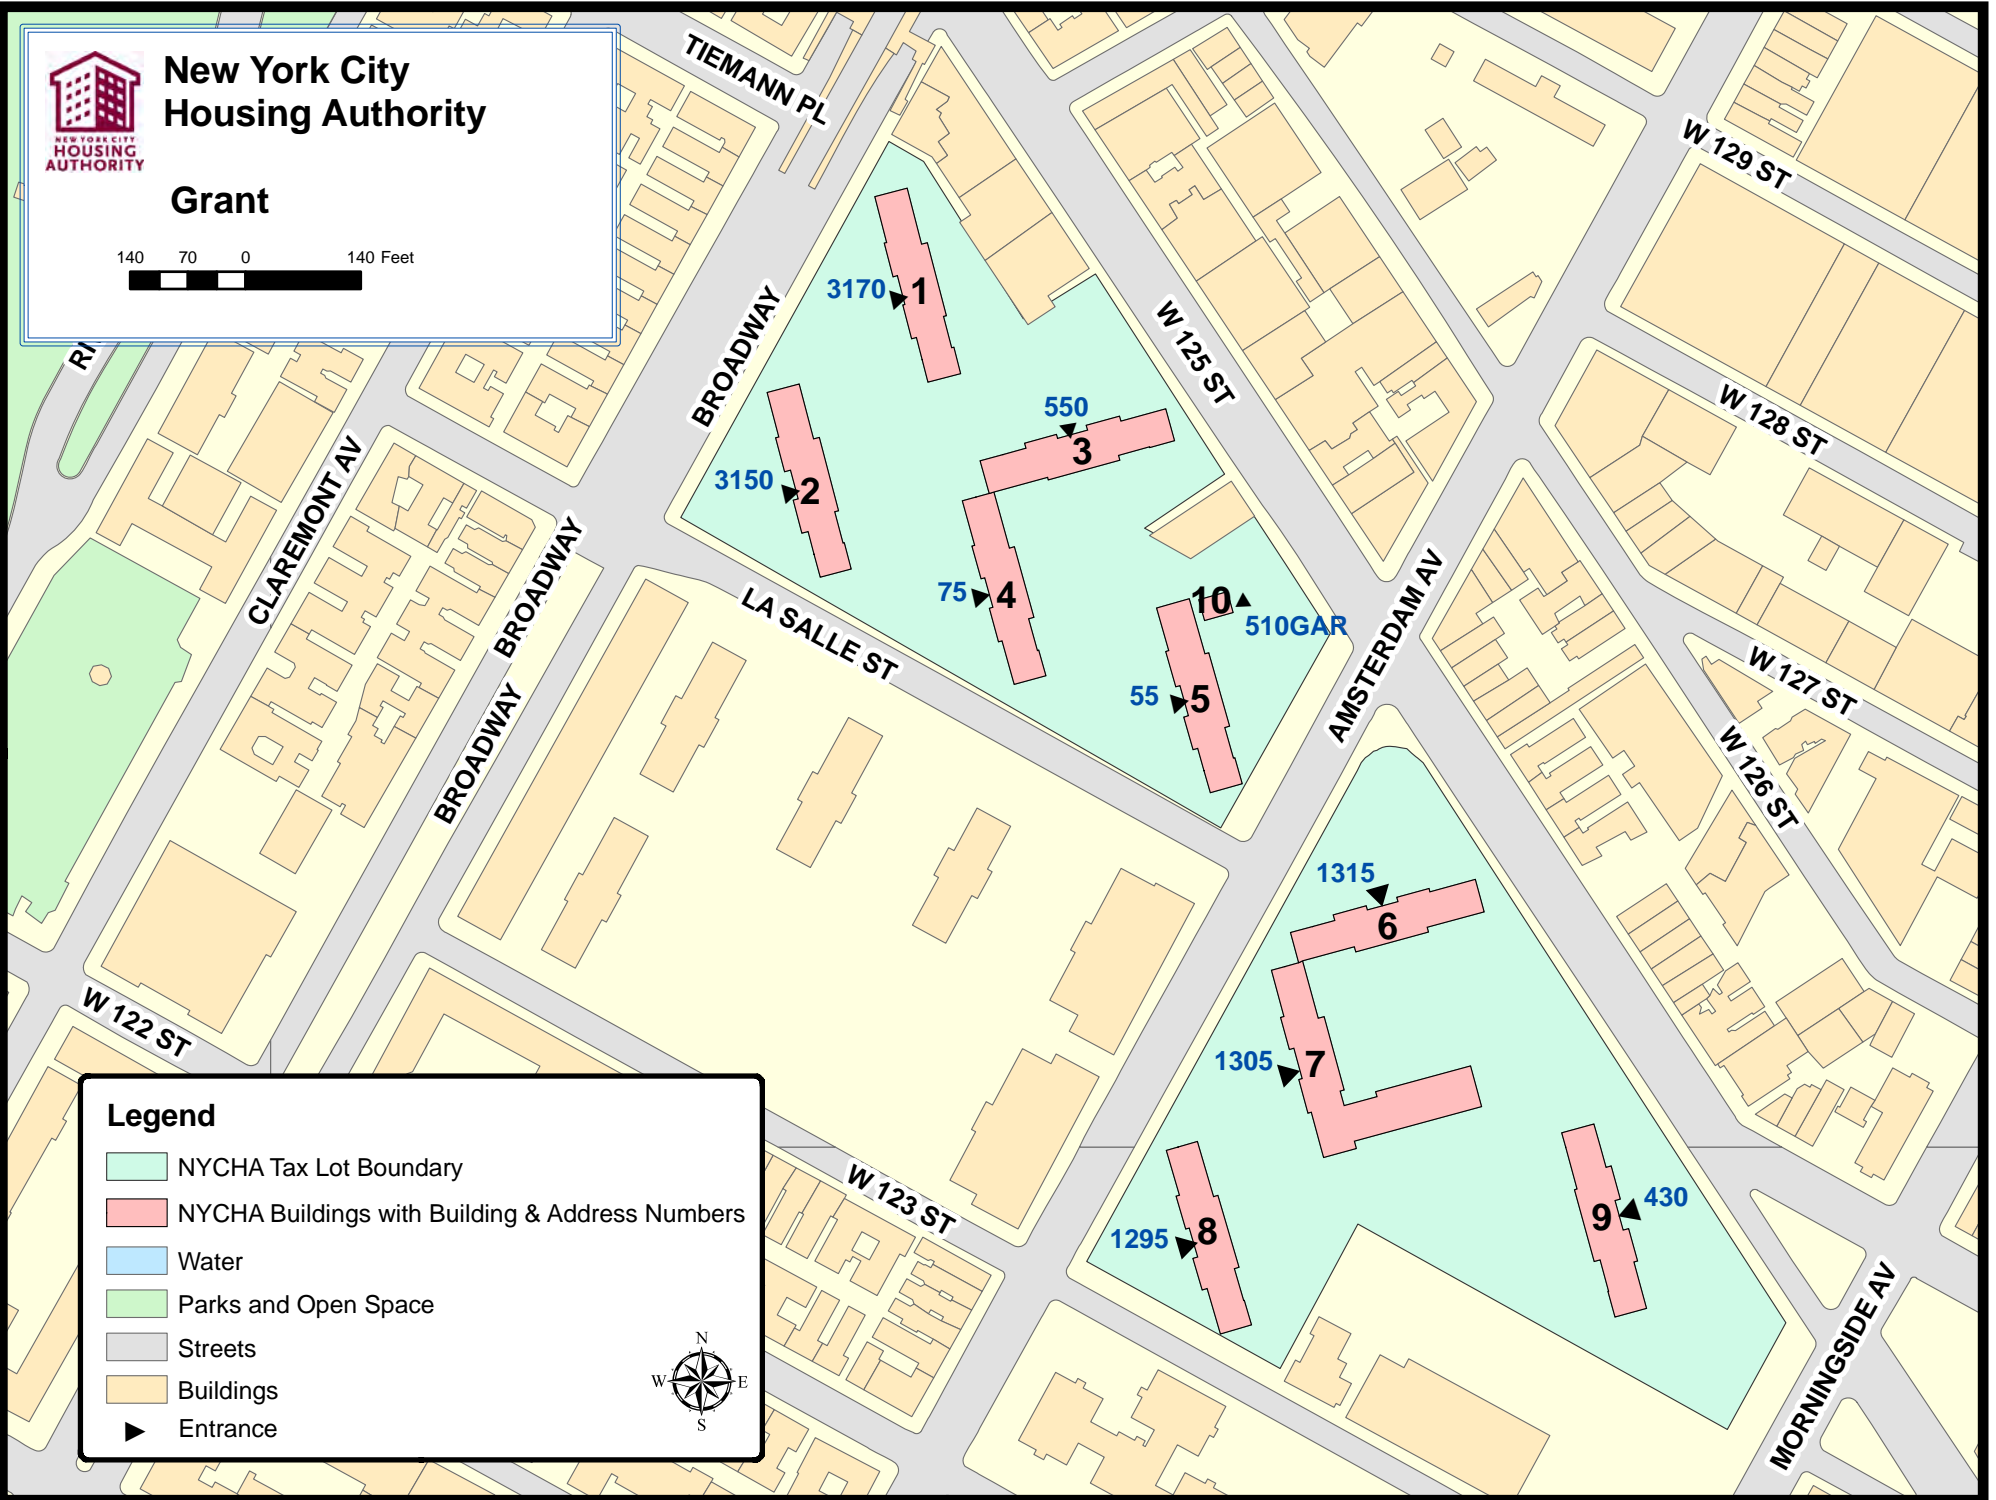 New York City
Housing Authority
NEW YORK CITY
HOUSING
AUTHORITY
Grant
140 70 0 140 Feet
TIEMANN PL
W 129 ST
BROADWAY
3170
1
W 125 ST
W 128 ST
550
3
3150
2
CLAREMONT AV
BROADWAY
75
4
LA SALLE ST
10
510GAR
AMSTERDAM AV
55
5
W 127 ST
W 126 ST
BROADWAY
1315
6
W 122 ST
1305
7
W 123 ST
1295
8
9
430
MORNINGSIDE AV
Legend
NYCHA Tax Lot Boundary
NYCHA Buildings with Building & Address Numbers
Water
Parks and Open Space
Streets
Buildings
Entrance
N
W E
S